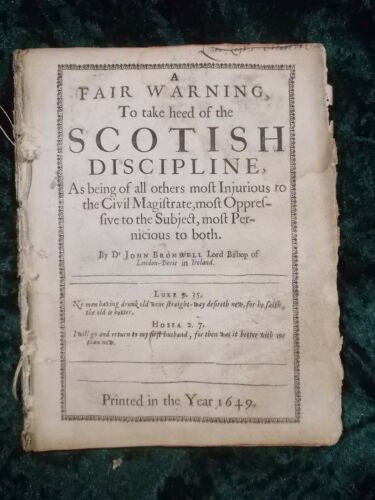 A
FAIR WARNING,
To take heed of the
SCOTISH
DISCIPLINE,
As being of all others most Injurious to
the Civil Magistrate, most Oppres-
sive to the Subject, most Per-
nicious to both.
By Dr JOHN BROMWELL Lord Bishop of
London-Derie in Ireland.
LUKE 9. 35.
No man having drunk old wine straight-way desireth new, for he saith,
the old is better.
HOSEA 2. 7.
I will go and return to my first husband, for then was it better with me
than now.
Printed in the Year 1649.